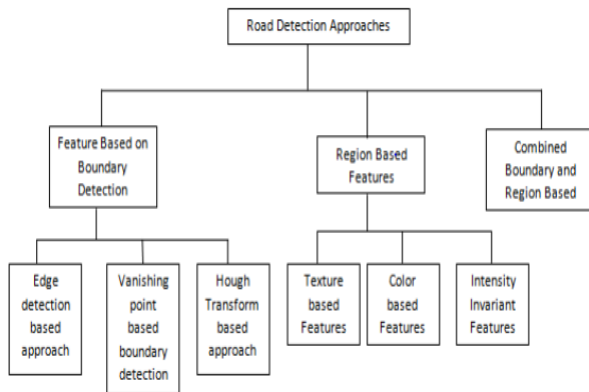 Road Detection Approaches
Feature Based on
Boundary
Detection
Region Based
Features
Combined
Boundary and
Region Based
Edge
detection
based
approach
Vanishing
point
based
boundary
detection
Hough
Transform
based
approach
Texture
based
Features
Color
based
Features
Intensity
Invariant
Features